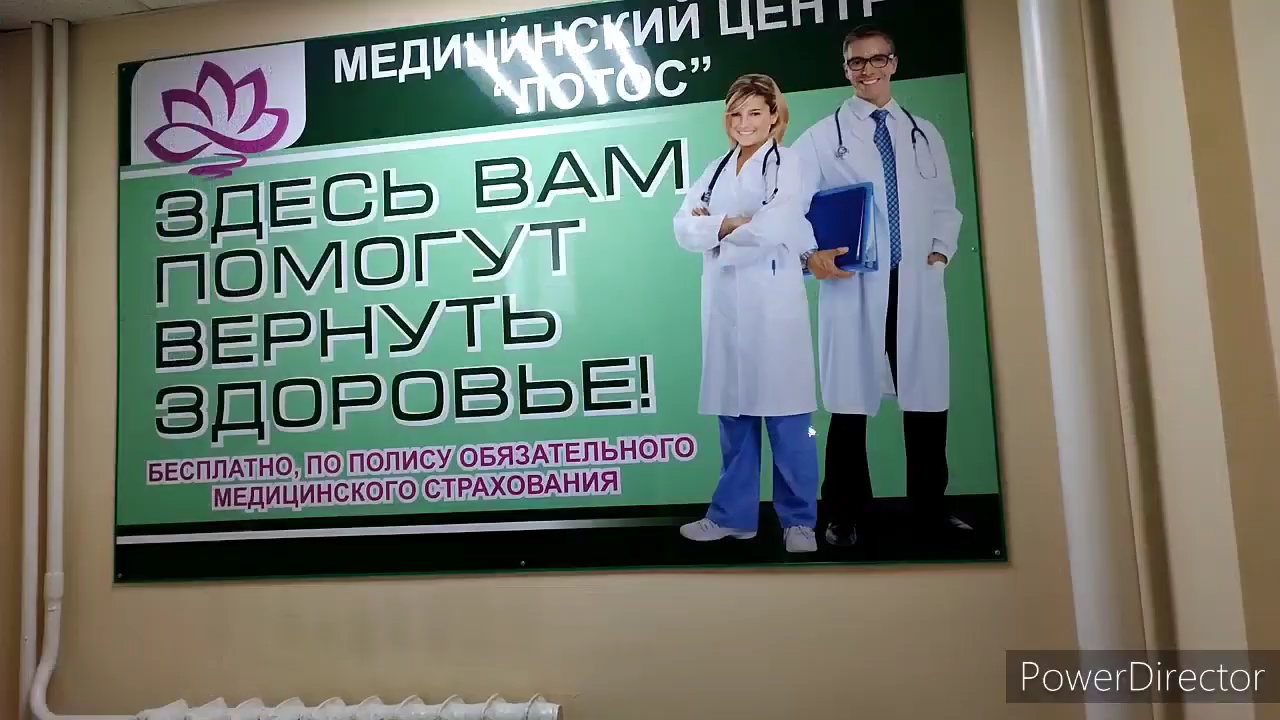 МЕДИЦИНСКИЙ ЦЕНТР
"ЛОТОС"
ЗДЕСЬ ВАМ
ПОМОГУТ
ВЕРНУТЬ
ЗДОРОВЬЕ!
БЕСПЛАТНО, ПО ПОЛИСУ ОБЯЗАТЕЛЬНОГО
МЕДИЦИНСКОГО СТРАХОВАНИЯ
PowerDirector